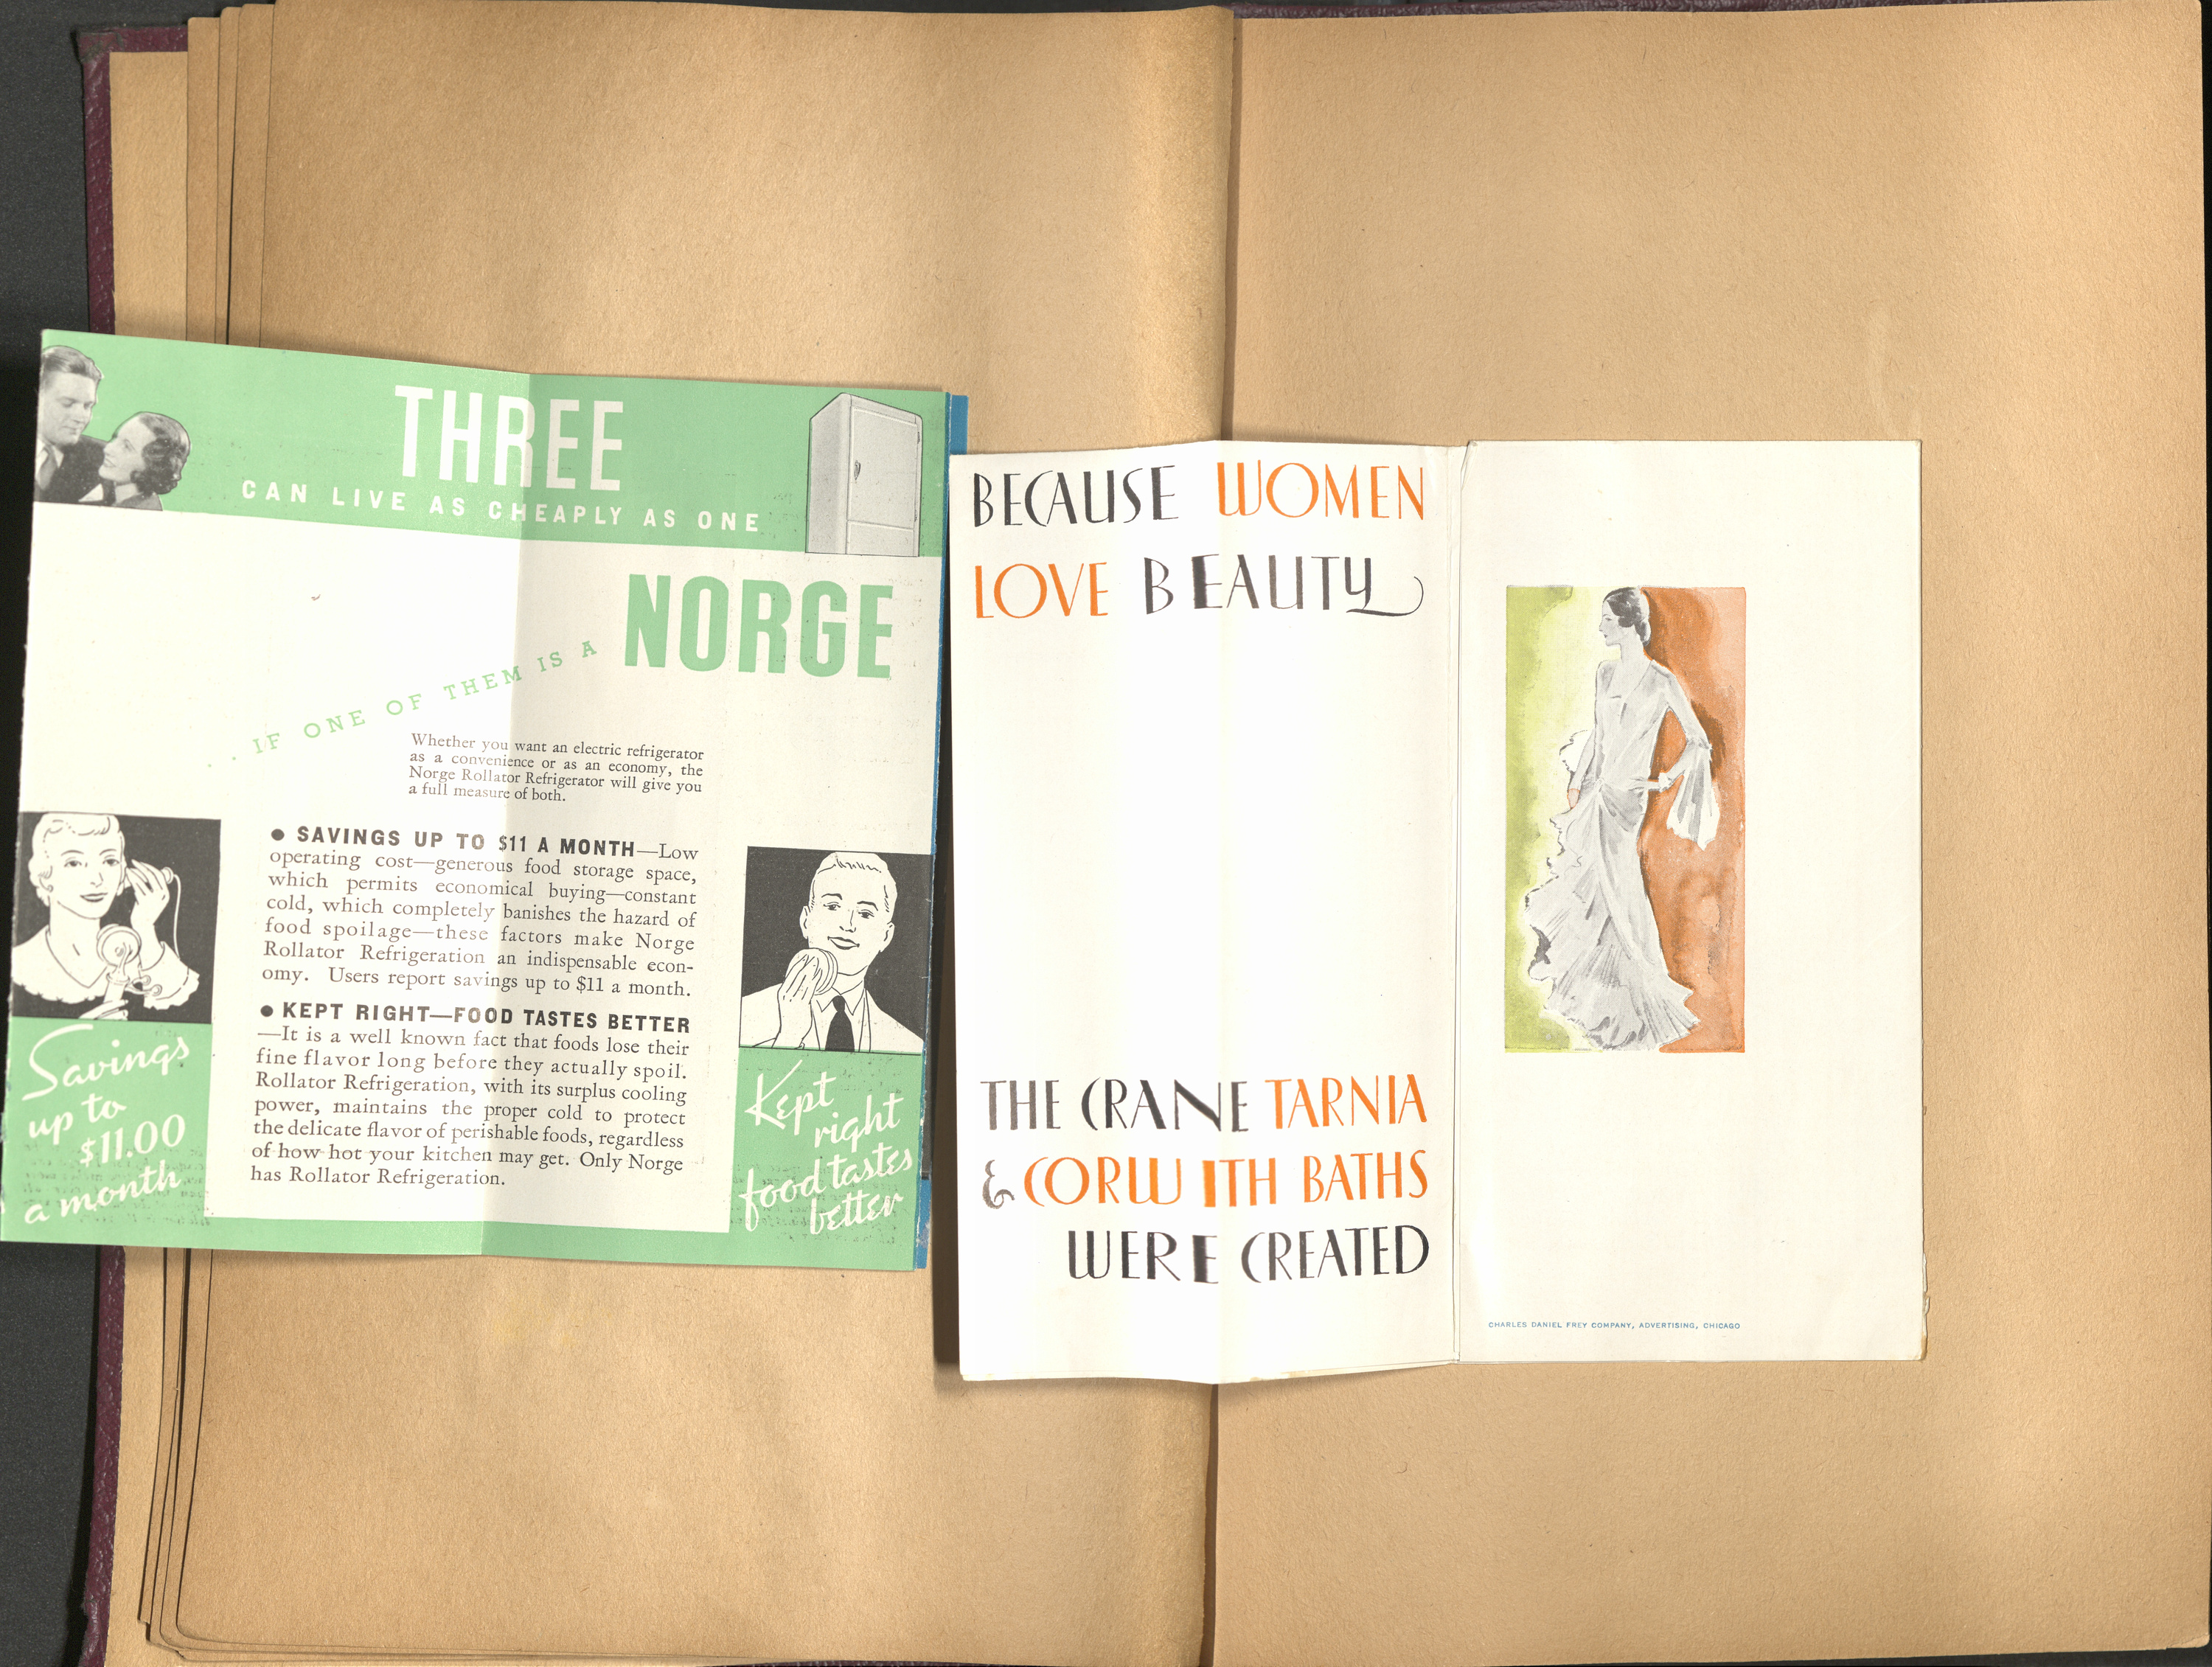 THREE
CAN LIVE AS CHEAPLY AS ONE
. . IF ONE OF THEM IS A NORGE
Whether you want an electric refrigerator
as a convenience or as an economy, the
Norge Rollator Refrigerator will give you
a full measure of both.
● SAVINGS UP TO $11 A MONTH—Low
operating cost—generous food storage space,
which permits economical buying—constant
cold, which completely banishes the hazard of
food spoilage—these factors make Norge
Rollator Refrigeration an indispensable econ-
omy. Users report savings up to $11 a month.
● KEPT RIGHT—FOOD TASTES BETTER
—It is a well known fact that foods lose their
fine flavor long before they actually spoil.
Rollator Refrigeration, with its surplus cooling
power, maintains the proper cold to protect
the delicate flavor of perishable foods, regardless
of how hot your kitchen may get. Only Norge
has Rollator Refrigeration.
Savings
up to
$11.00
a month
Kept
right
food tastes
better
BECAUSE WOMEN
LOVE BEAUTY
THE CRANE TARNIA
& CORWITH BATHS
WERE CREATED
CHARLES DANIEL FREY COMPANY, ADVERTISING, CHICAGO